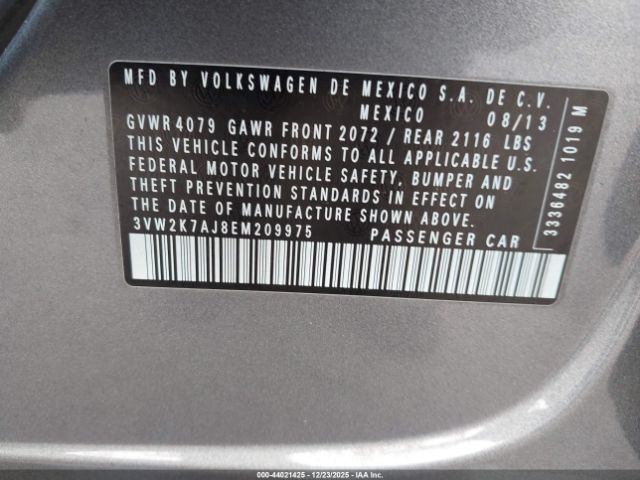 MFD BY VOLKSWAGEN DE MEXICO S.A. DE C.V.
MEXICO 08/13
GVWR 4079 GAWR FRONT 2072 / REAR 2116 LBS
THIS VEHICLE CONFORMS TO ALL APPLICABLE U.S.
FEDERAL MOTOR VEHICLE SAFETY, BUMPER AND
THEFT PREVENTION STANDARDS IN EFFECT ON
THE DATE OF MANUFACTURE SHOWN ABOVE.
3VW2K7AJ8EM209975 PASSENGER CAR
3336482 1019 M
000-44021425 - 12/23/2025 - IAAI.COM